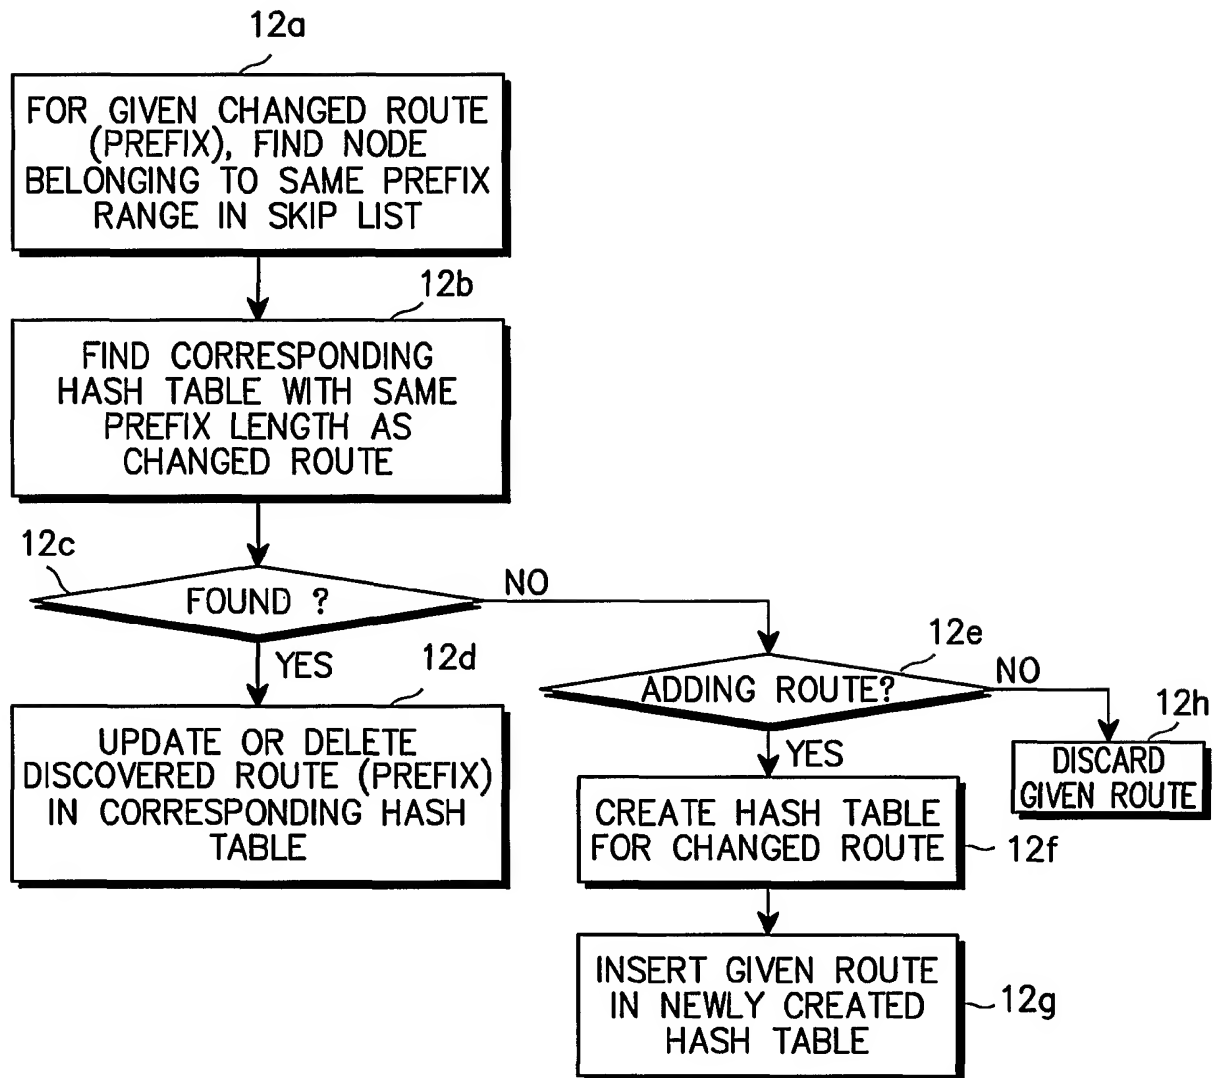 12a
FOR GIVEN CHANGED ROUTE
(PREFIX), FIND NODE
BELONGING TO SAME PREFIX
RANGE IN SKIP LIST
12b
FIND CORRESPONDING
HASH TABLE WITH SAME
PREFIX LENGTH AS
CHANGED ROUTE
12c
FOUND ?
NO
YES
12d
UPDATE OR DELETE
DISCOVERED ROUTE (PREFIX)
IN CORRESPONDING HASH
TABLE
12e
ADDING ROUTE?
NO
YES
12h
DISCARD
GIVEN ROUTE
CREATE HASH TABLE
FOR CHANGED ROUTE
12f
INSERT GIVEN ROUTE
IN NEWLY CREATED
HASH TABLE
12g